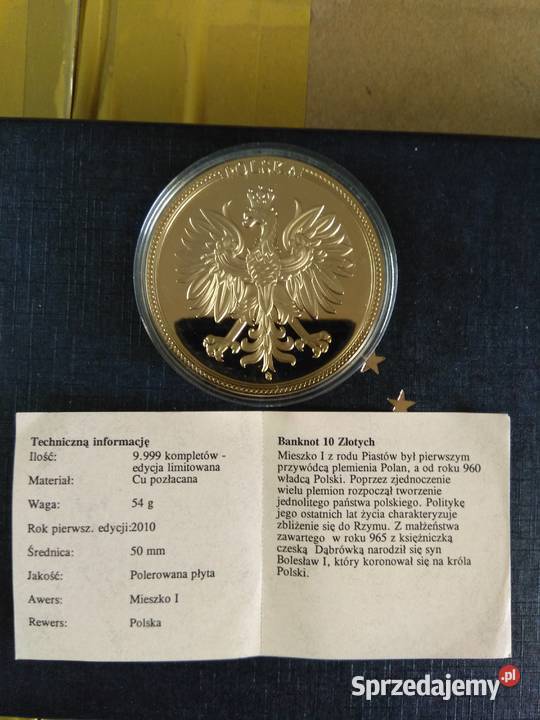 POLSKA
Techniczną informację
Ilość: 9.999 kompletów -
edycja limitowana
Materiał: Cu pozłacana
Waga: 54 g
Rok pierwsz. edycji:2010
Średnica: 50 mm
Jakość: Polerowana płyta
Awers: Mieszko I
Rewers: Polska
Banknot 10 Złotych
Mieszko I z rodu Piastów był pierwszym
przywódcą plemienia Polan, a od roku 960
władcą Polski. Poprzez zjednoczenie
wielu plemion rozpoczął tworzenie
jednolitego państwa polskiego. Politykę
jego ostatnich lat życia charakteryzuje
zbliżenie się do Rzymu. Z małżeństwa
zawartego w roku 965 z księżniczką
czeską Dąbrówką narodził się syn
Bolesław I, który koronował się na króla
Polski.
Sprzedajemy.pl